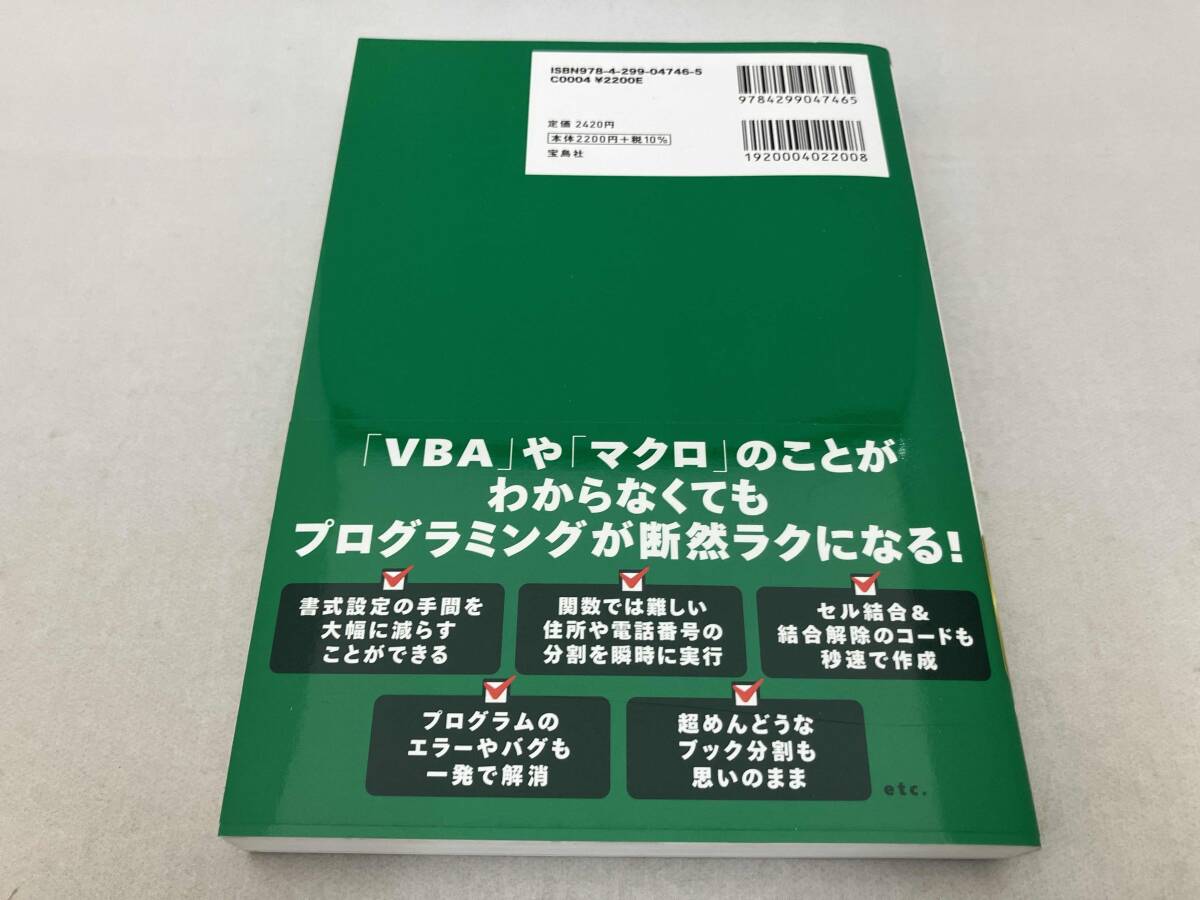 ISBN978-4-299-04746-5
C0004 ¥2200E
9784299047465
定価 2420円
本体2200円+税10%
宝島社
1920004022008
「VBA」や「マクロ」のことが
わからなくても
プログラミングが断然ラクになる!
書式設定の手間を
大幅に減らす
ことができる
関数では難しい
住所や電話番号の
分割を瞬時に実行
セル結合&
結合解除のコードも
秒速で作成
プログラムの
エラーやバグも
一発で解消
超めんどうな
ブック分割も
思いのまま
etc.